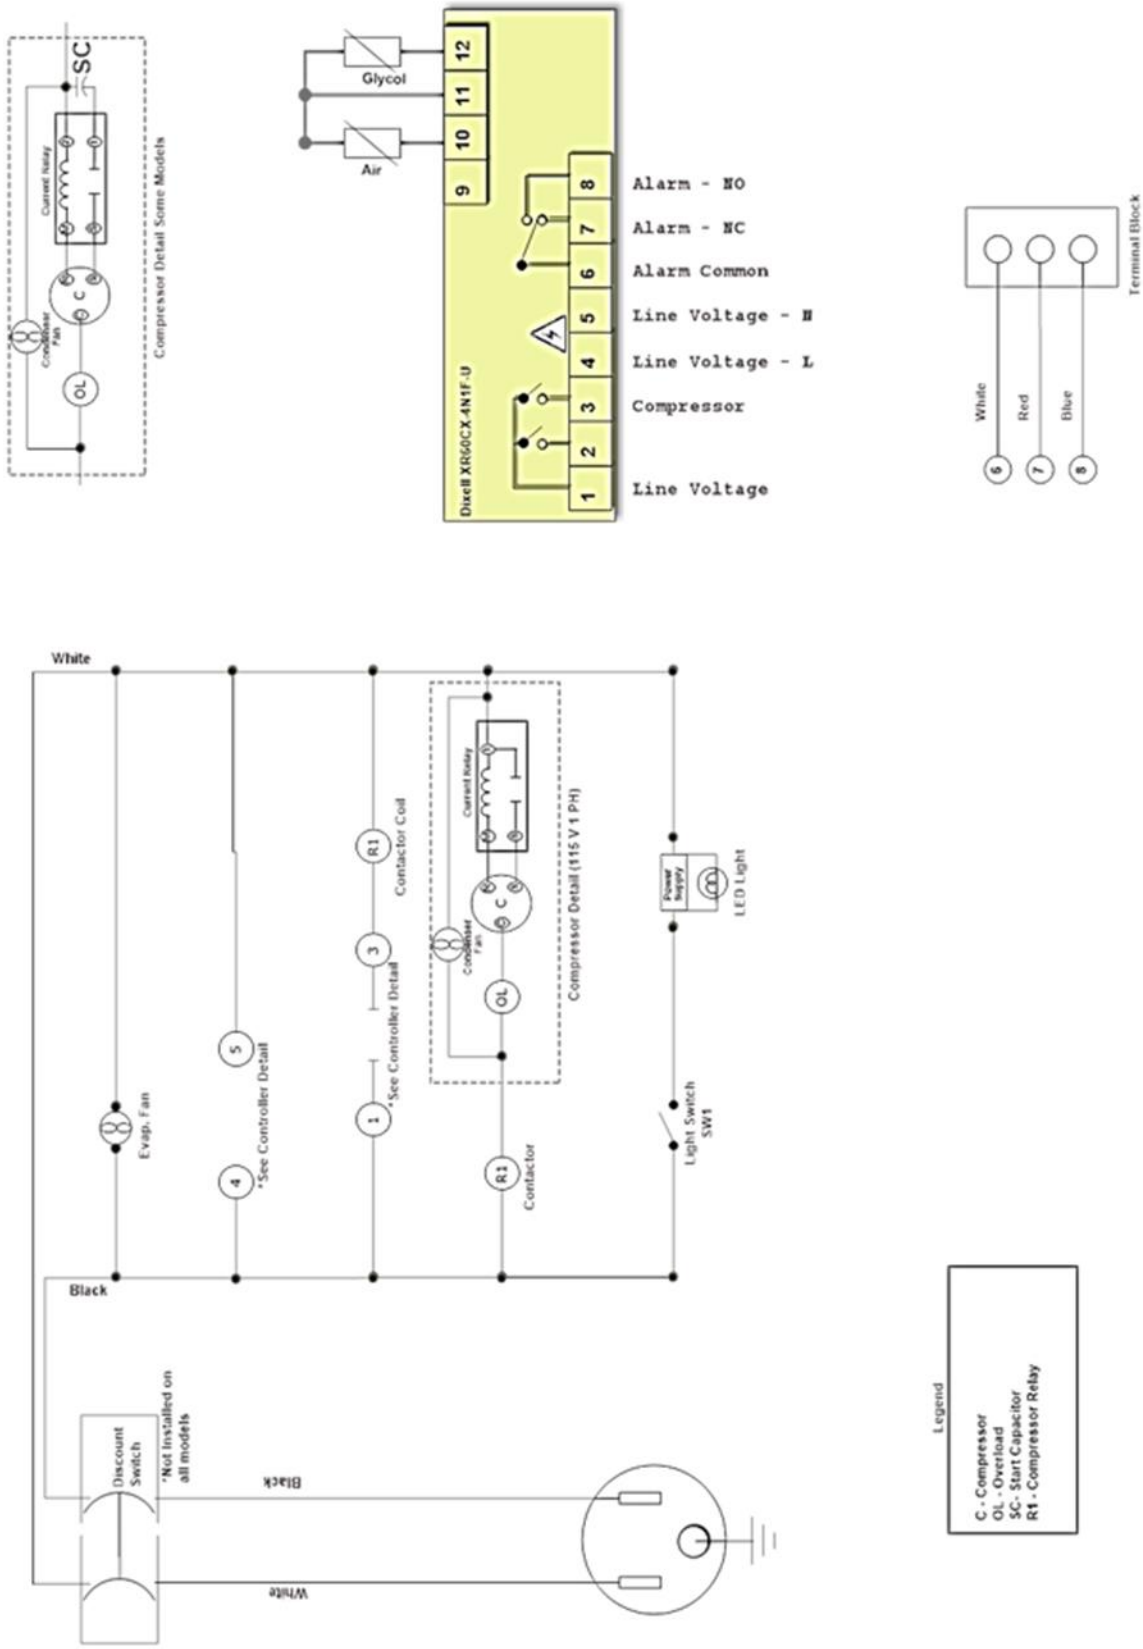 SC
Current Relay
Condenser
Fan
C
OL
Compressor Detail Some Models
Glycol
Air
12
11
10
9
Dixell XR60CX-4N1F-U
8
7
6
5
4
3
2
1
Alarm - NO
Alarm - NC
Alarm Common
Line Voltage - N
Line Voltage - L
Compressor
Line Voltage
Terminal Block
White
Red
Blue
6
7
8
White
Evap. Fan
5
4
*See Controller Detail
R1
Contactor Coil
3
1
*See Controller Detail
Current Relay
Condenser
Fan
C
OL
Compressor Detail (115 V 1 PH)
R1
Contactor
Power
Supply
LED Light
Light Switch
SW1
Black
Discount
Switch
*Not Installed on
all models
Black
White
Legend
C - Compressor
OL - Overload
SC- Start Capacitor
R1 - Compressor Relay